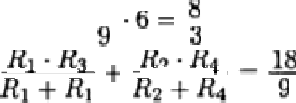 9 · 6 = 8/3
R₁ · R₃ / R₁ + R₁ + R₂ · R₄ / R₂ + R₄ = 18/9